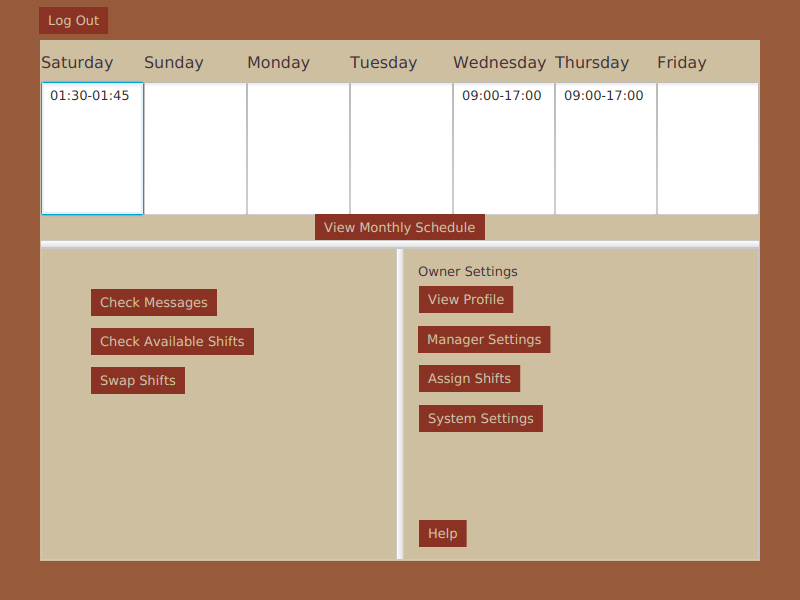 Log Out
Saturday Sunday Monday Tuesday Wednesday Thursday Friday
01:30-01:45 09:00-17:00 09:00-17:00
View Monthly Schedule
Check Messages
Check Available Shifts
Swap Shifts
Owner Settings
View Profile
Manager Settings
Assign Shifts
System Settings
Help